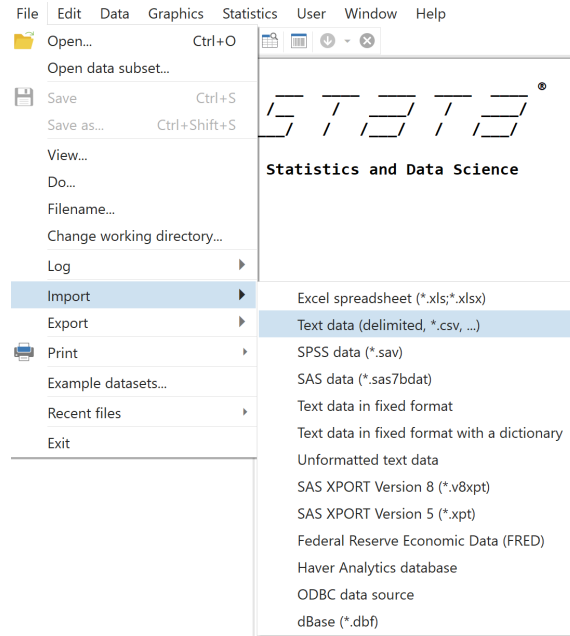 File Edit Data Graphics Statistics User Window Help
Open... Ctrl+O
Open data subset...
Save Ctrl+S
Save as... Ctrl+Shift+S
View...
Do...
Filename...
Change working directory...
Log
Import
Export
Print
Example datasets...
Recent files
Exit
stata®
Statistics and Data Science
Excel spreadsheet (*.xls;*.xlsx)
Text data (delimited, *.csv, ...)
SPSS data (*.sav)
SAS data (*.sas7bdat)
Text data in fixed format
Text data in fixed format with a dictionary
Unformatted text data
SAS XPORT Version 8 (*.v8xpt)
SAS XPORT Version 5 (*.xpt)
Federal Reserve Economic Data (FRED)
Haver Analytics database
ODBC data source
dBase (*.dbf)